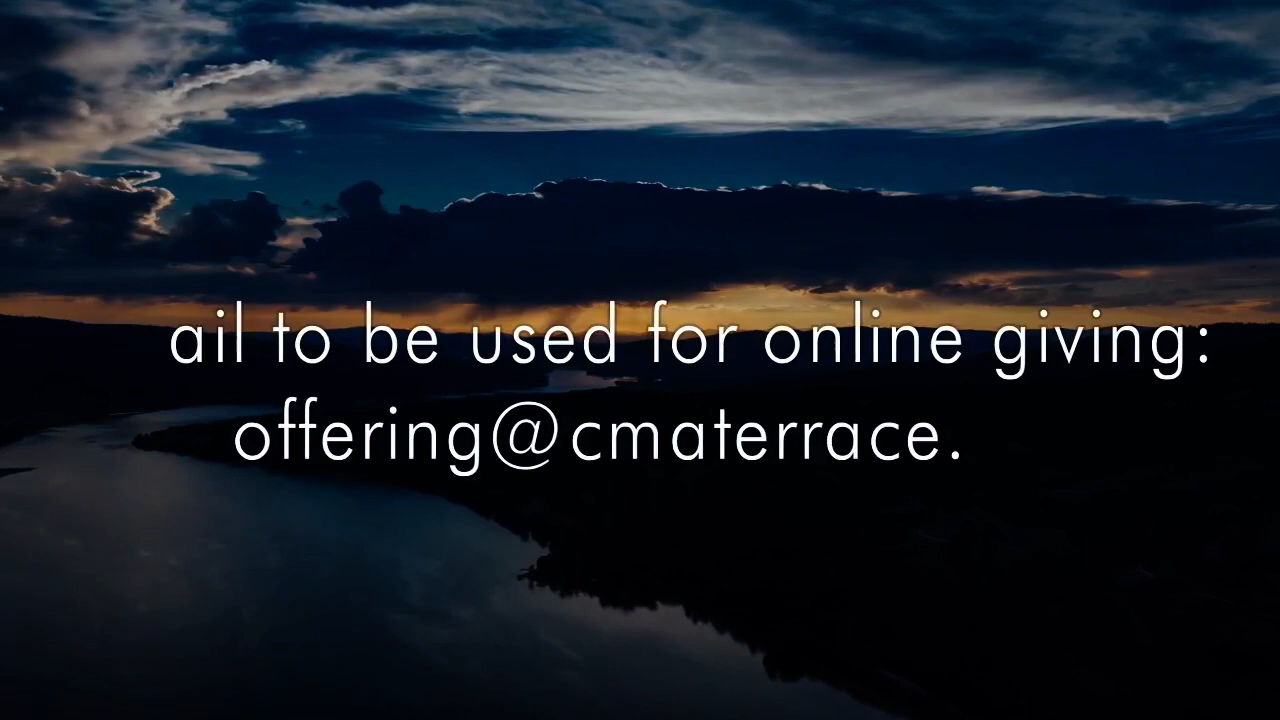 ail to be used for online giving:
offering@cmaterrace.